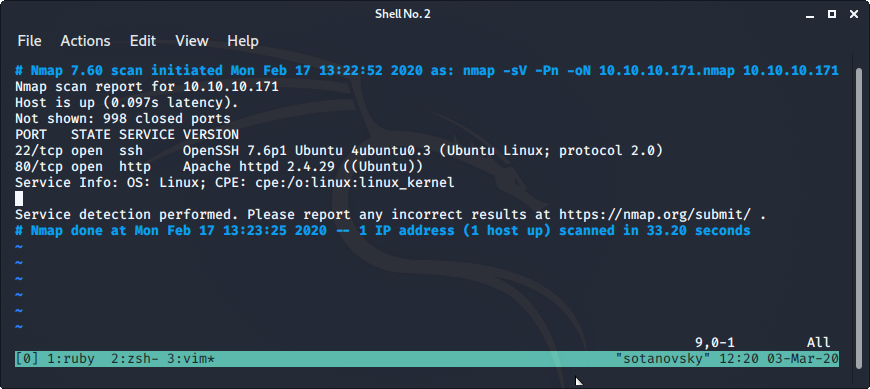 Shell No. 2
File Actions Edit View Help
# Nmap 7.60 scan initiated Mon Feb 17 13:22:52 2020 as: nmap -sV -Pn -oN 10.10.10.171.nmap 10.10.10.171
Nmap scan report for 10.10.10.171
Host is up (0.097s latency).
Not shown: 998 closed ports
PORT   STATE SERVICE VERSION
22/tcp open  ssh     OpenSSH 7.6p1 Ubuntu 4ubuntu0.3 (Ubuntu Linux; protocol 2.0)
80/tcp open  http    Apache httpd 2.4.29 ((Ubuntu))
Service Info: OS: Linux; CPE: cpe:/o:linux:linux_kernel
Service detection performed. Please report any incorrect results at https://nmap.org/submit/ .
# Nmap done at Mon Feb 17 13:23:25 2020 -- 1 IP address (1 host up) scanned in 33.20 seconds
~
~
~
~
~
~
9,0-1 All
[0] 1:ruby  2:zsh- 3:vim* "sotanovsky" 12:20 03-Mar-20